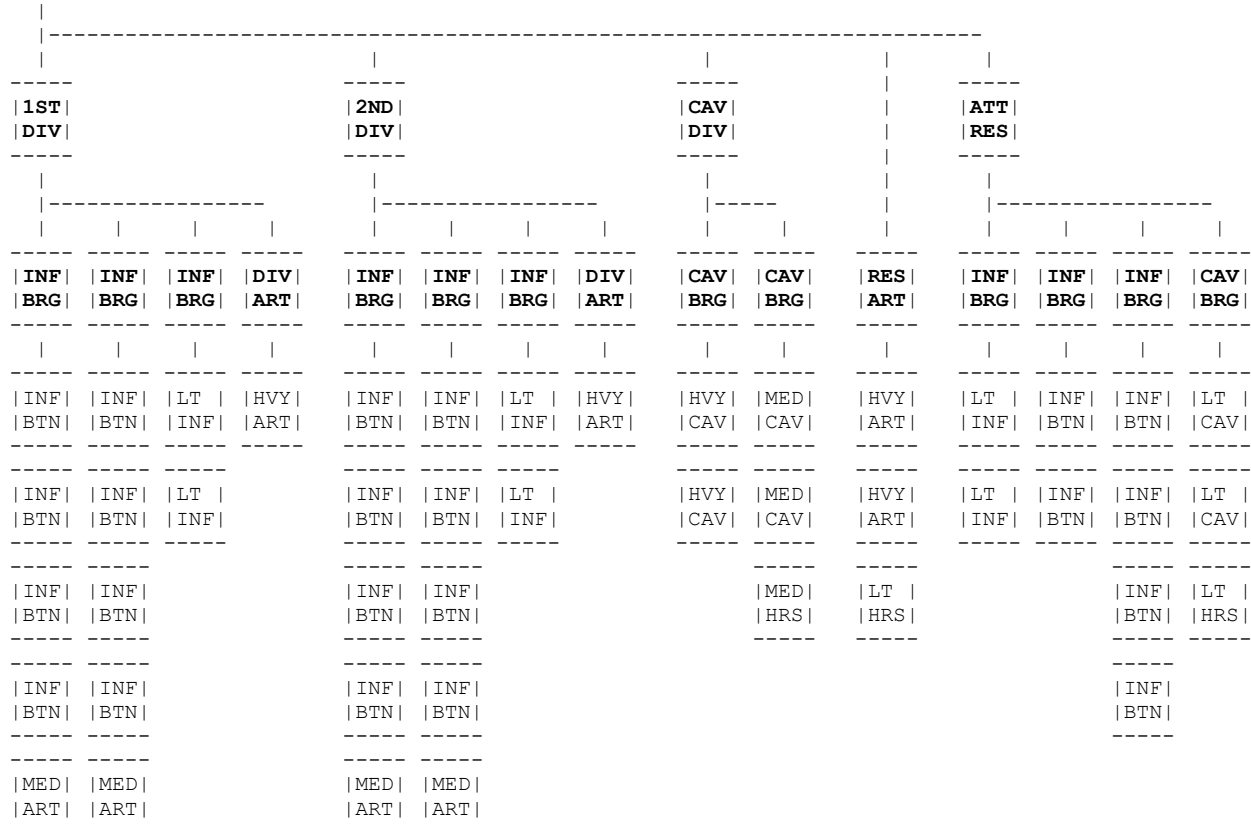 1ST 2ND CAV ATT
DIV DIV DIV RES
INF INF INF DIV INF INF INF DIV CAV CAV RES INF INF INF CAV
BRG BRG BRG ART BRG BRG BRG ART BRG BRG ART BRG BRG BRG BRG
INF INF LT HVY INF INF LT HVY HVY MED HVY LT INF INF LT
BTN BTN INF ART BTN BTN INF ART CAV CAV ART INF BTN BTN CAV
INF INF LT INF INF LT HVY MED HVY LT INF INF LT
BTN BTN INF BTN BTN INF CAV CAV ART INF BTN BTN CAV
INF INF INF INF MED LT INF LT
BTN BTN BTN BTN HRS HRS BTN HRS
INF INF INF INF INF
BTN BTN BTN BTN BTN
MED MED MED MED
ART ART ART ART